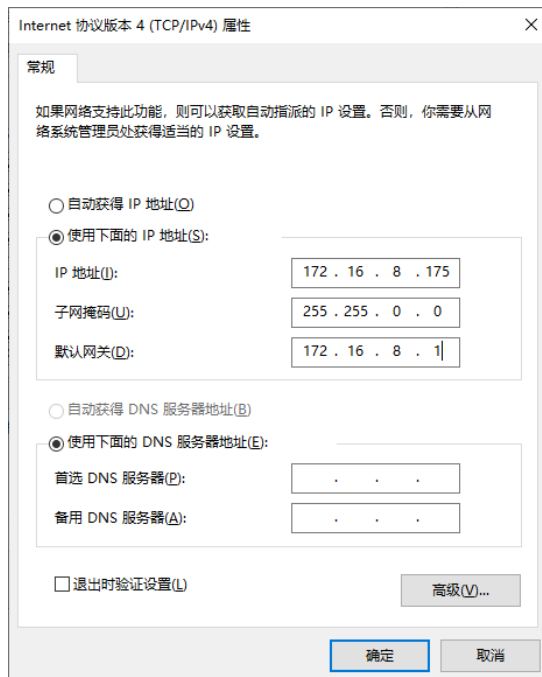 Internet 协议版本 4 (TCP/IPv4) 属性
常规
如果网络支持此功能，则可以获取自动指派的 IP 设置。否则，你需要从网
络系统管理员处获得适当的 IP 设置。
自动获得 IP 地址(O)
使用下面的 IP 地址(S):
IP 地址(I): 172 . 16 . 8 . 175
子网掩码(U): 255 . 255 . 0 . 0
默认网关(D): 172 . 16 . 8 . 1
自动获得 DNS 服务器地址(B)
使用下面的 DNS 服务器地址(E):
首选 DNS 服务器(P): . . .
备用 DNS 服务器(A): . . .
退出时验证设置(L)
高级(V)...
确定 取消